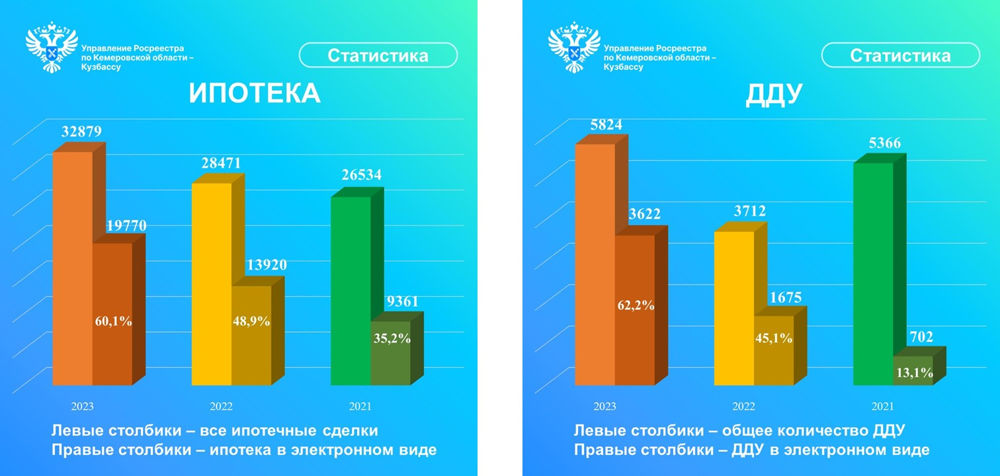 Управление Росреестра
по Кемеровской области –
Кузбассу
Статистика
ИПОТЕКА
32879
19770
60,1%
28471
13920
48,9%
26534
9361
35,2%
2023
2022
2021
Левые столбики – все ипотечные сделки
Правые столбики – ипотека в электронном виде
Управление Росреестра
по Кемеровской области –
Кузбассу
Статистика
ДДУ
5824
3622
62,2%
3712
1675
45,1%
5366
702
13,1%
2023
2022
2021
Левые столбики – общее количество ДДУ
Правые столбики – ДДУ в электронном виде